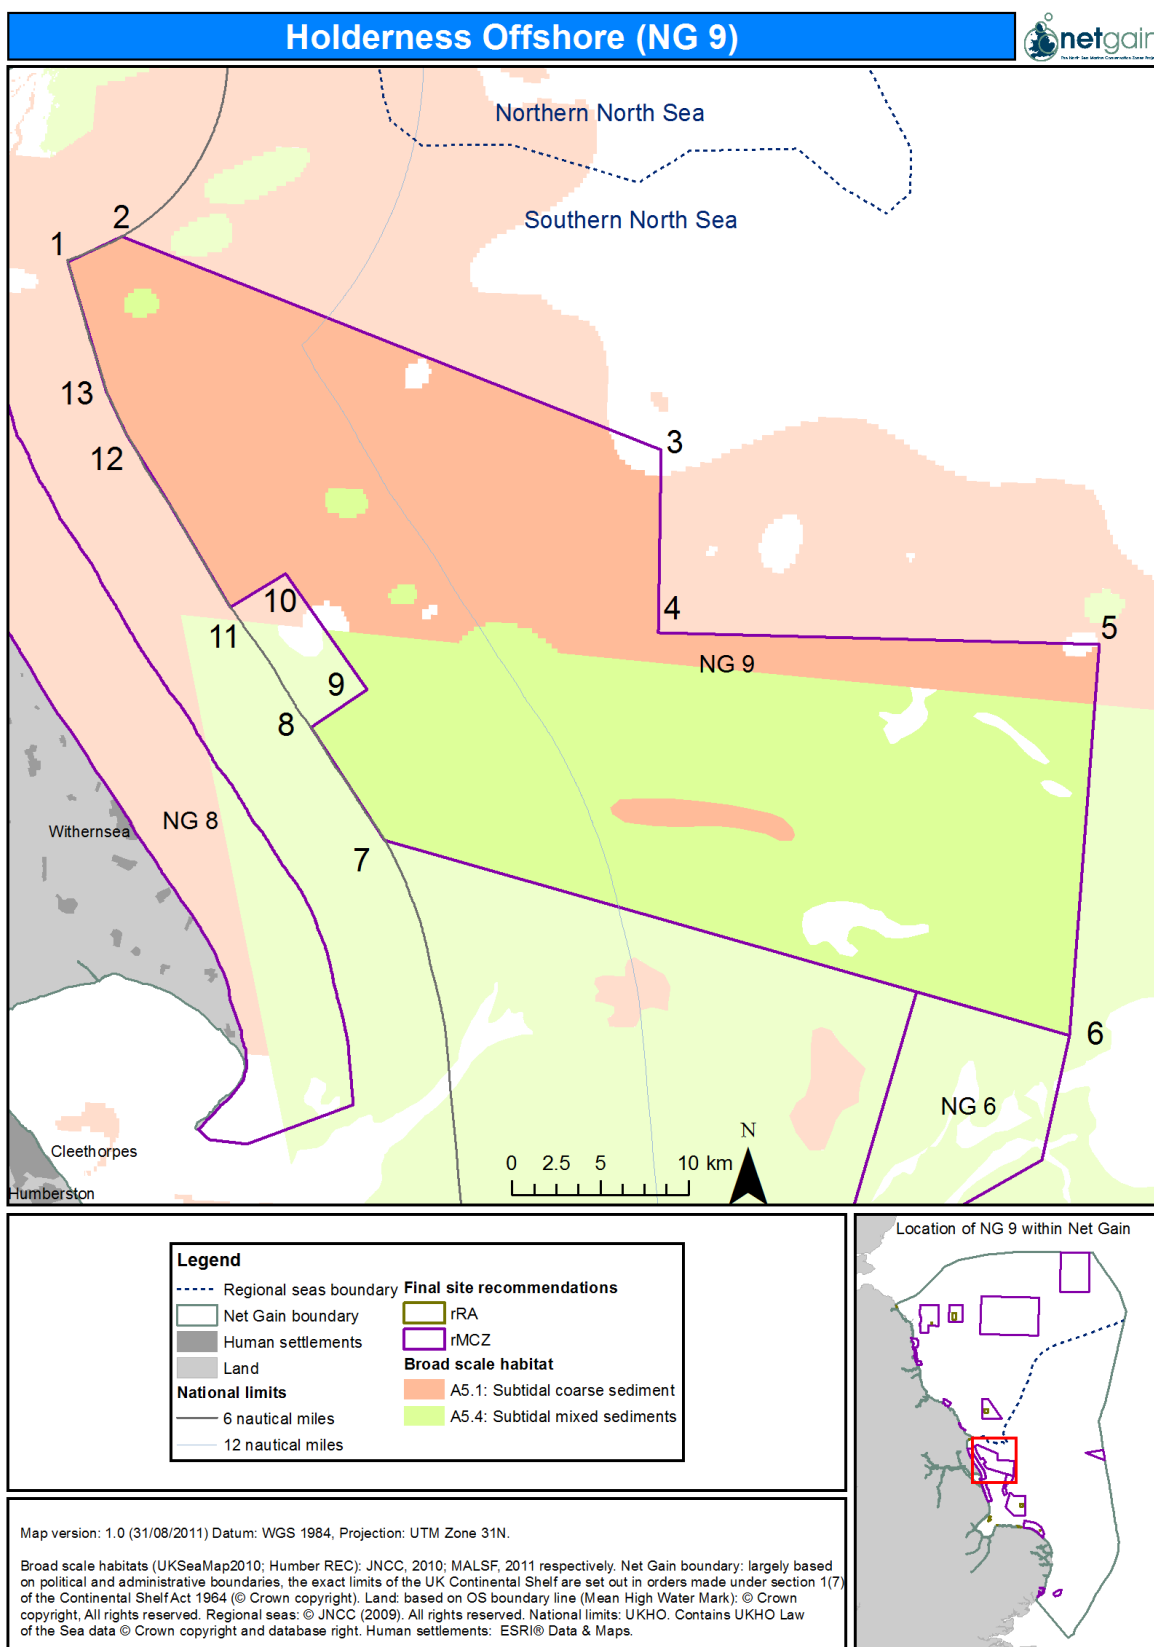 Holderness Offshore (NG 9)
netgain
Northern North Sea
Southern North Sea
2
1
13
3
12
10
4
11
5
NG 9
9
8
Withernsea
NG 8
7
6
NG 6
N
Cleethorpes
0 2.5 5 10 km
Humberston
Legend
Regional seas boundary
Net Gain boundary
Human settlements
Land
National limits
6 nautical miles
12 nautical miles
Final site recommendations
rRA
rMCZ
Broad scale habitat
A5.1: Subtidal coarse sediment
A5.4: Subtidal mixed sediments
Location of NG 9 within Net Gain
Map version: 1.0 (31/08/2011) Datum: WGS 1984, Projection: UTM Zone 31N.
Broad scale habitats (UKSeaMap2010; Humber REC): JNCC, 2010; MALSF, 2011 respectively. Net Gain boundary: largely based
on political and administrative boundaries, the exact limits of the UK Continental Shelf are set out in orders made under section 1(7)
of the Continental Shelf Act 1964 (© Crown copyright). Land: based on OS boundary line (Mean High Water Mark): © Crown
copyright, All rights reserved. Regional seas: © JNCC (2009). All rights reserved. National limits: UKHO. Contains UKHO Law
of the Sea data © Crown copyright and database right. Human settlements: ESRI® Data & Maps.